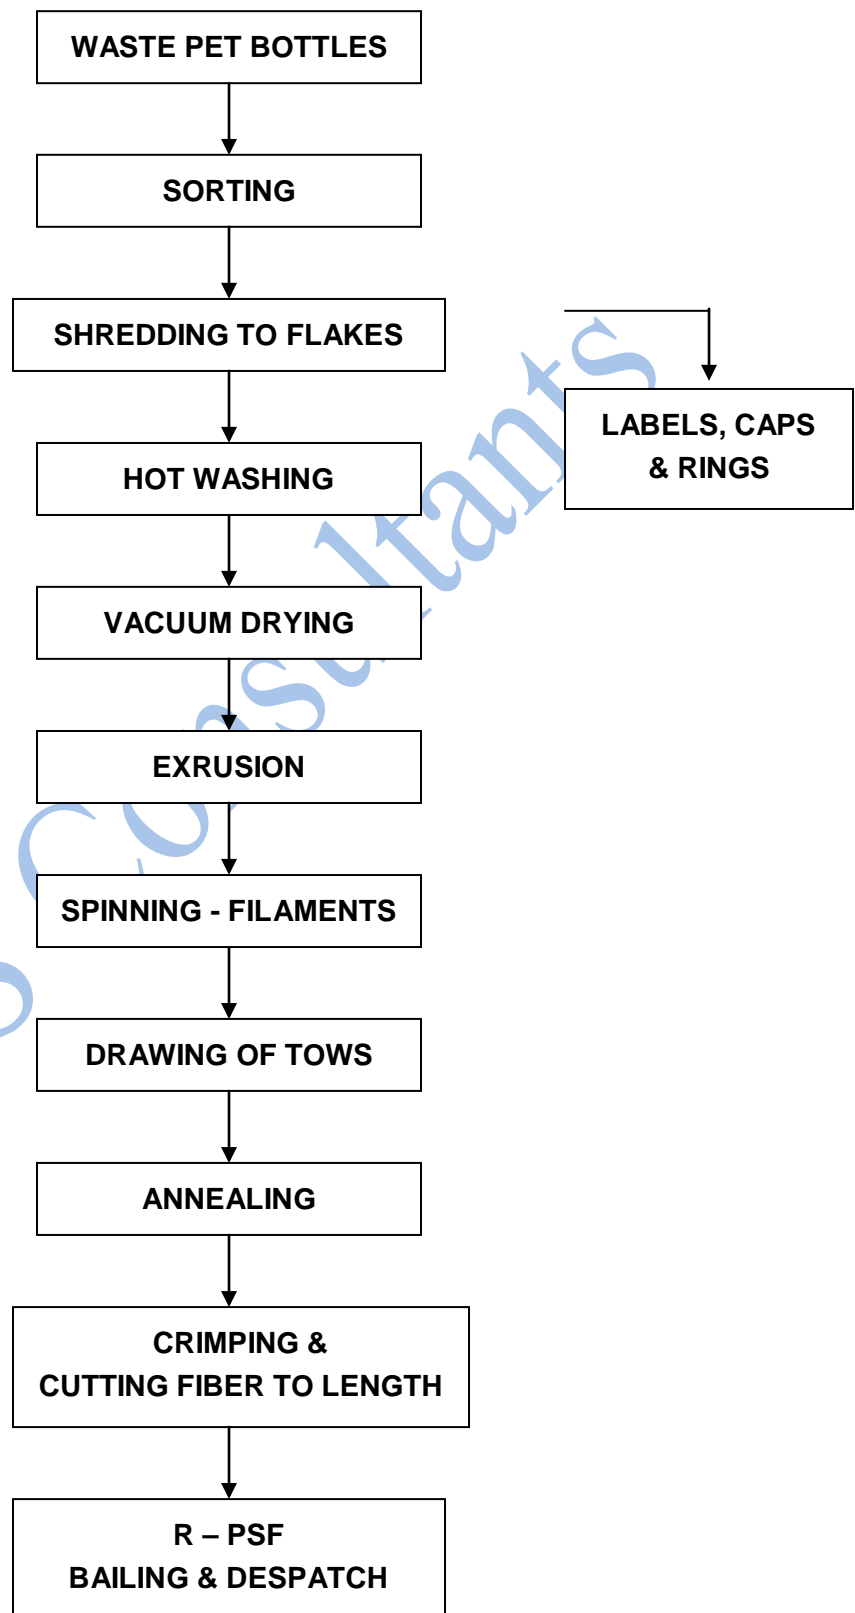 WASTE PET BOTTLES
SORTING
SHREDDING TO FLAKES
LABELS, CAPS
& RINGS
HOT WASHING
VACUUM DRYING
EXRUSION
SPINNING - FILAMENTS
DRAWING OF TOWS
ANNEALING
CRIMPING &
CUTTING FIBER TO LENGTH
R – PSF
BAILING & DESPATCH
Consultants